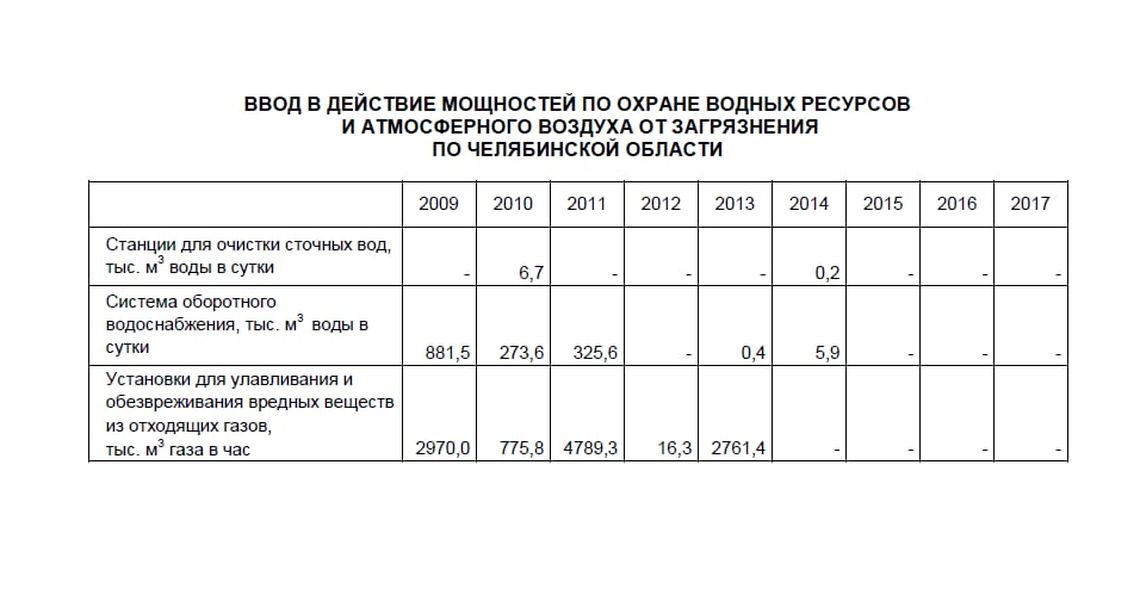 ВВОД В ДЕЙСТВИЕ МОЩНОСТЕЙ ПО ОХРАНЕ ВОДНЫХ РЕСУРСОВ
И АТМОСФЕРНОГО ВОЗДУХА ОТ ЗАГРЯЗНЕНИЯ
ПО ЧЕЛЯБИНСКОЙ ОБЛАСТИ
2009 2010 2011 2012 2013 2014 2015 2016 2017
Станции для очистки сточных вод,
тыс. м³ воды в сутки - 6,7 - - - 0,2 - - -
Система оборотного
водоснабжения, тыс. м³ воды в
сутки 881,5 273,6 325,6 - 0,4 5,9 - - -
Установки для улавливания и
обезвреживания вредных веществ
из отходящих газов,
тыс. м³ газа в час 2970,0 775,8 4789,3 16,3 2761,4 - - - -